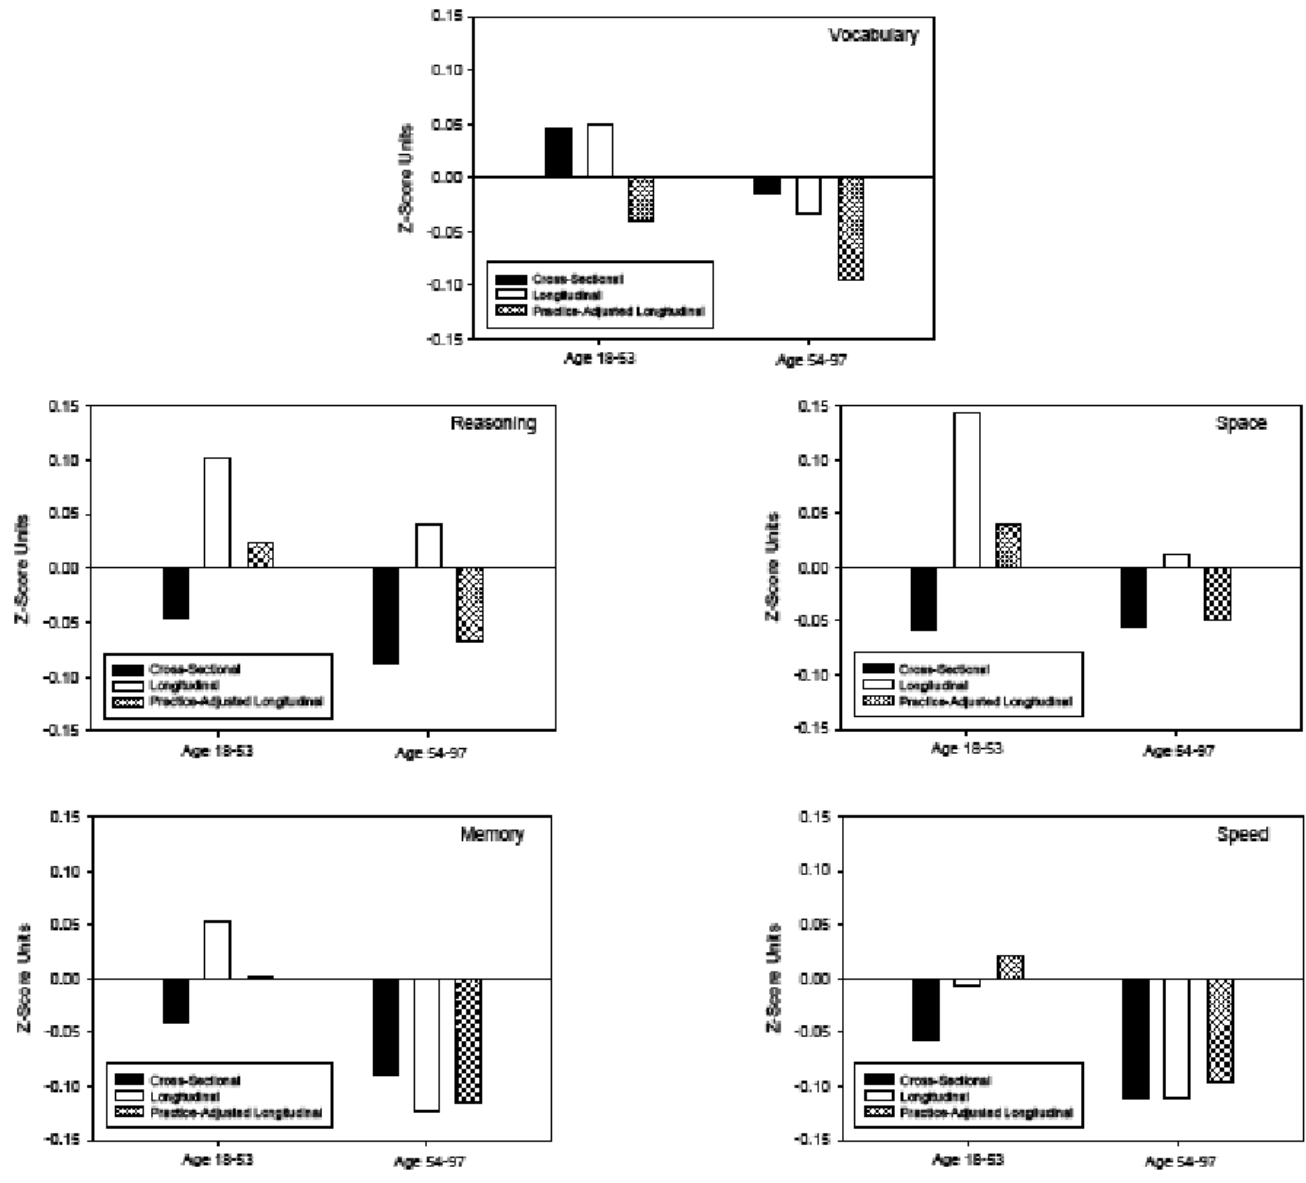 Vocabulary
Z-Score Units
0.15
0.10
0.05
0.00
-0.05
-0.10
-0.15
Cross-Sectional
Longitudinal
Practice-Adjusted Longitudinal
Age 18-53
Age 54-97
Reasoning
Z-Score Units
0.15
0.10
0.05
0.00
-0.05
-0.10
-0.15
Cross-Sectional
Longitudinal
Practice-Adjusted Longitudinal
Age 18-53
Age 54-97
Space
Z-Score Units
0.15
0.10
0.05
0.00
-0.05
-0.10
-0.15
Cross-Sectional
Longitudinal
Practice-Adjusted Longitudinal
Age 18-53
Age 54-97
Memory
Z-Score Units
0.15
0.10
0.05
0.00
-0.05
-0.10
-0.15
Cross-Sectional
Longitudinal
Practice-Adjusted Longitudinal
Age 18-53
Age 54-97
Speed
Z-Score Units
0.15
0.10
0.05
0.00
-0.05
-0.10
-0.15
Cross-Sectional
Longitudinal
Practice-Adjusted Longitudinal
Age 18-53
Age 54-97